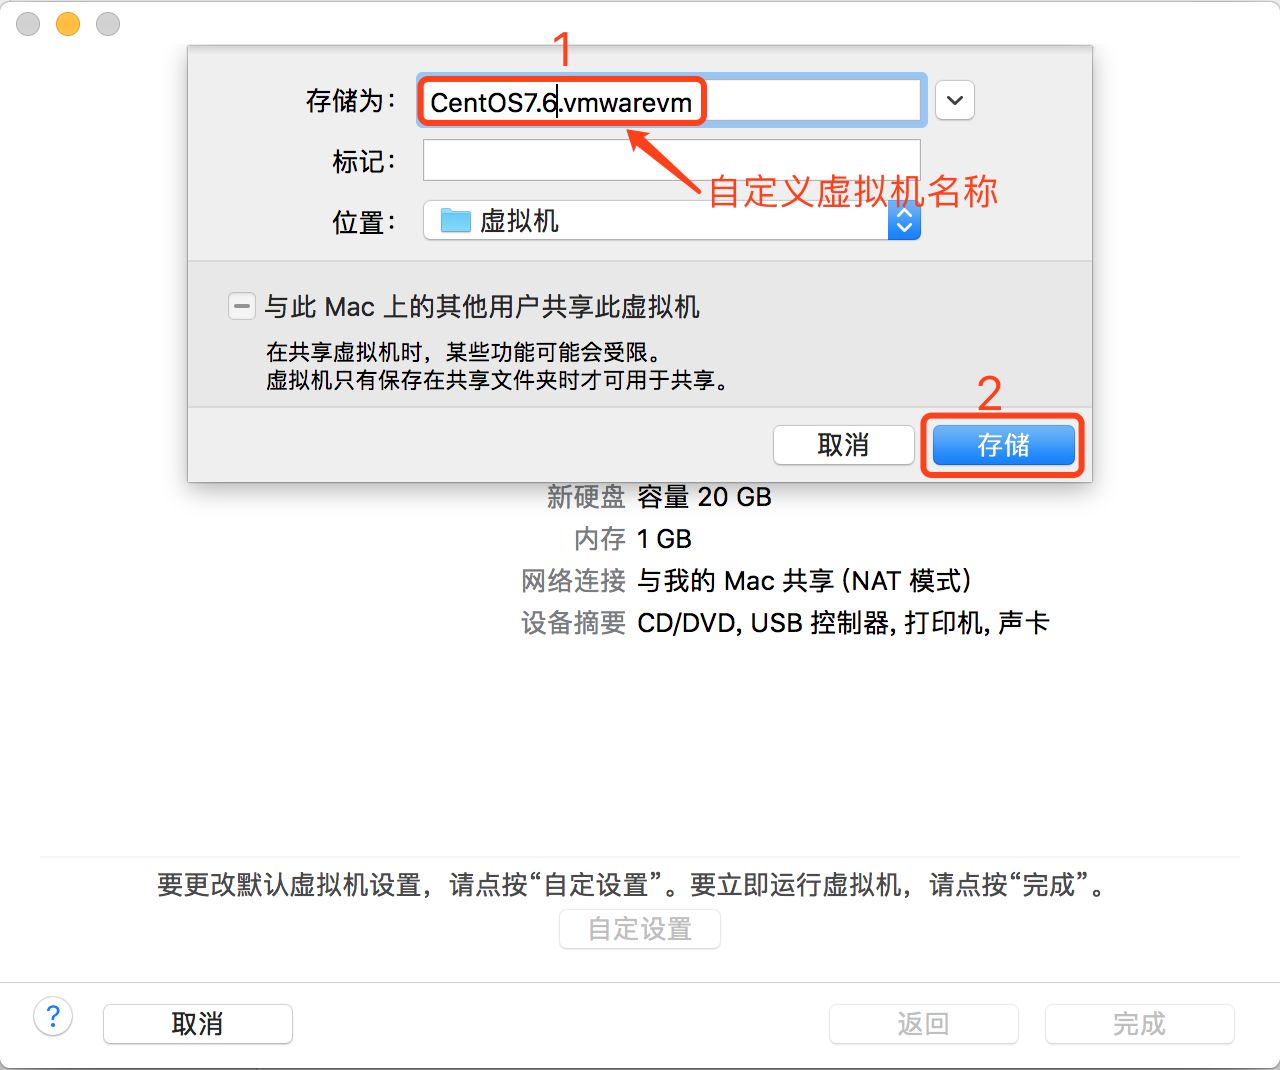 1
存储为：
CentOS7.6.vmwarevm
标记：
自定义虚拟机名称
位置：
虚拟机
与此 Mac 上的其他用户共享此虚拟机
在共享虚拟机时，某些功能可能会受限。
虚拟机只有保存在共享文件夹时才可用于共享。
2
取消
存储
新硬盘 容量 20 GB
内存 1 GB
网络连接 与我的 Mac 共享 (NAT 模式)
设备摘要 CD/DVD, USB 控制器, 打印机, 声卡
要更改默认虚拟机设置，请点按“自定设置”。要立即运行虚拟机，请点按“完成”。
自定设置
?
取消
返回
完成